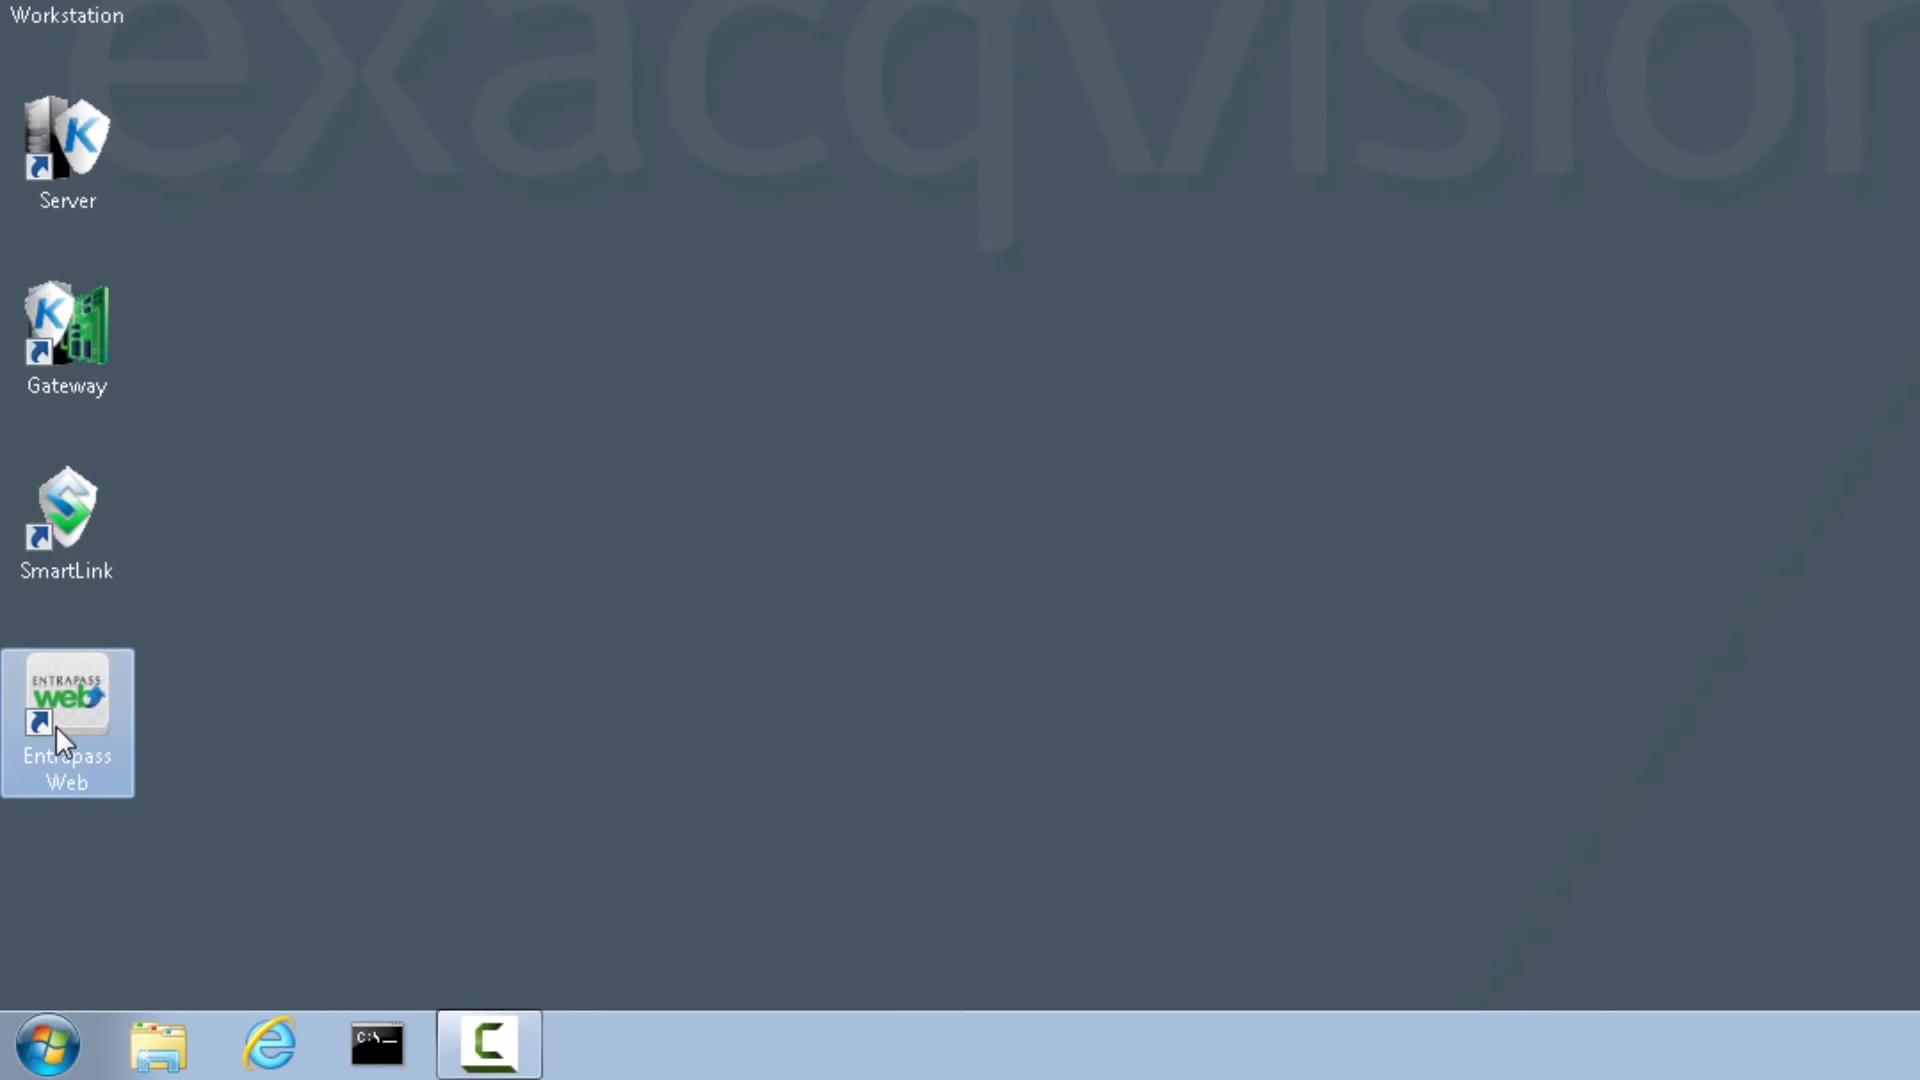 Workstation
exacqvision
Server
Gateway
SmartLink
ENTRAPASS
web
Entrapass
Web
C:\_